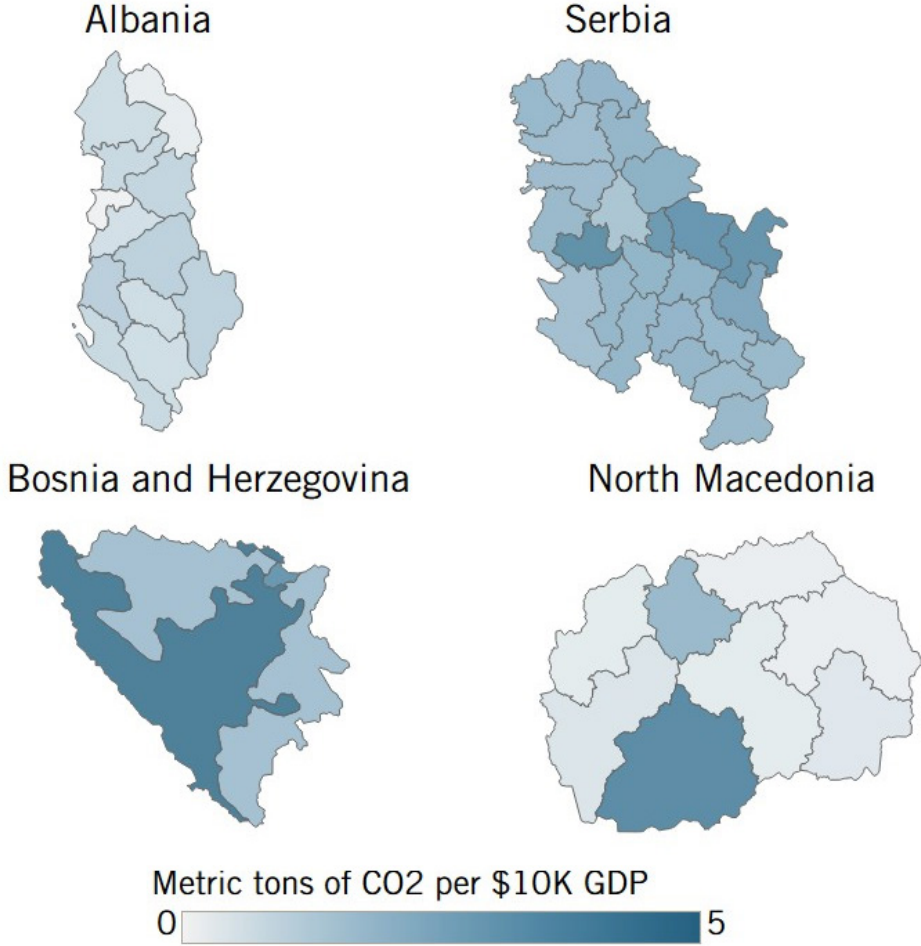 Albania
Serbia
Bosnia and Herzegovina
North Macedonia
Metric tons of CO2 per $10K GDP
0
5